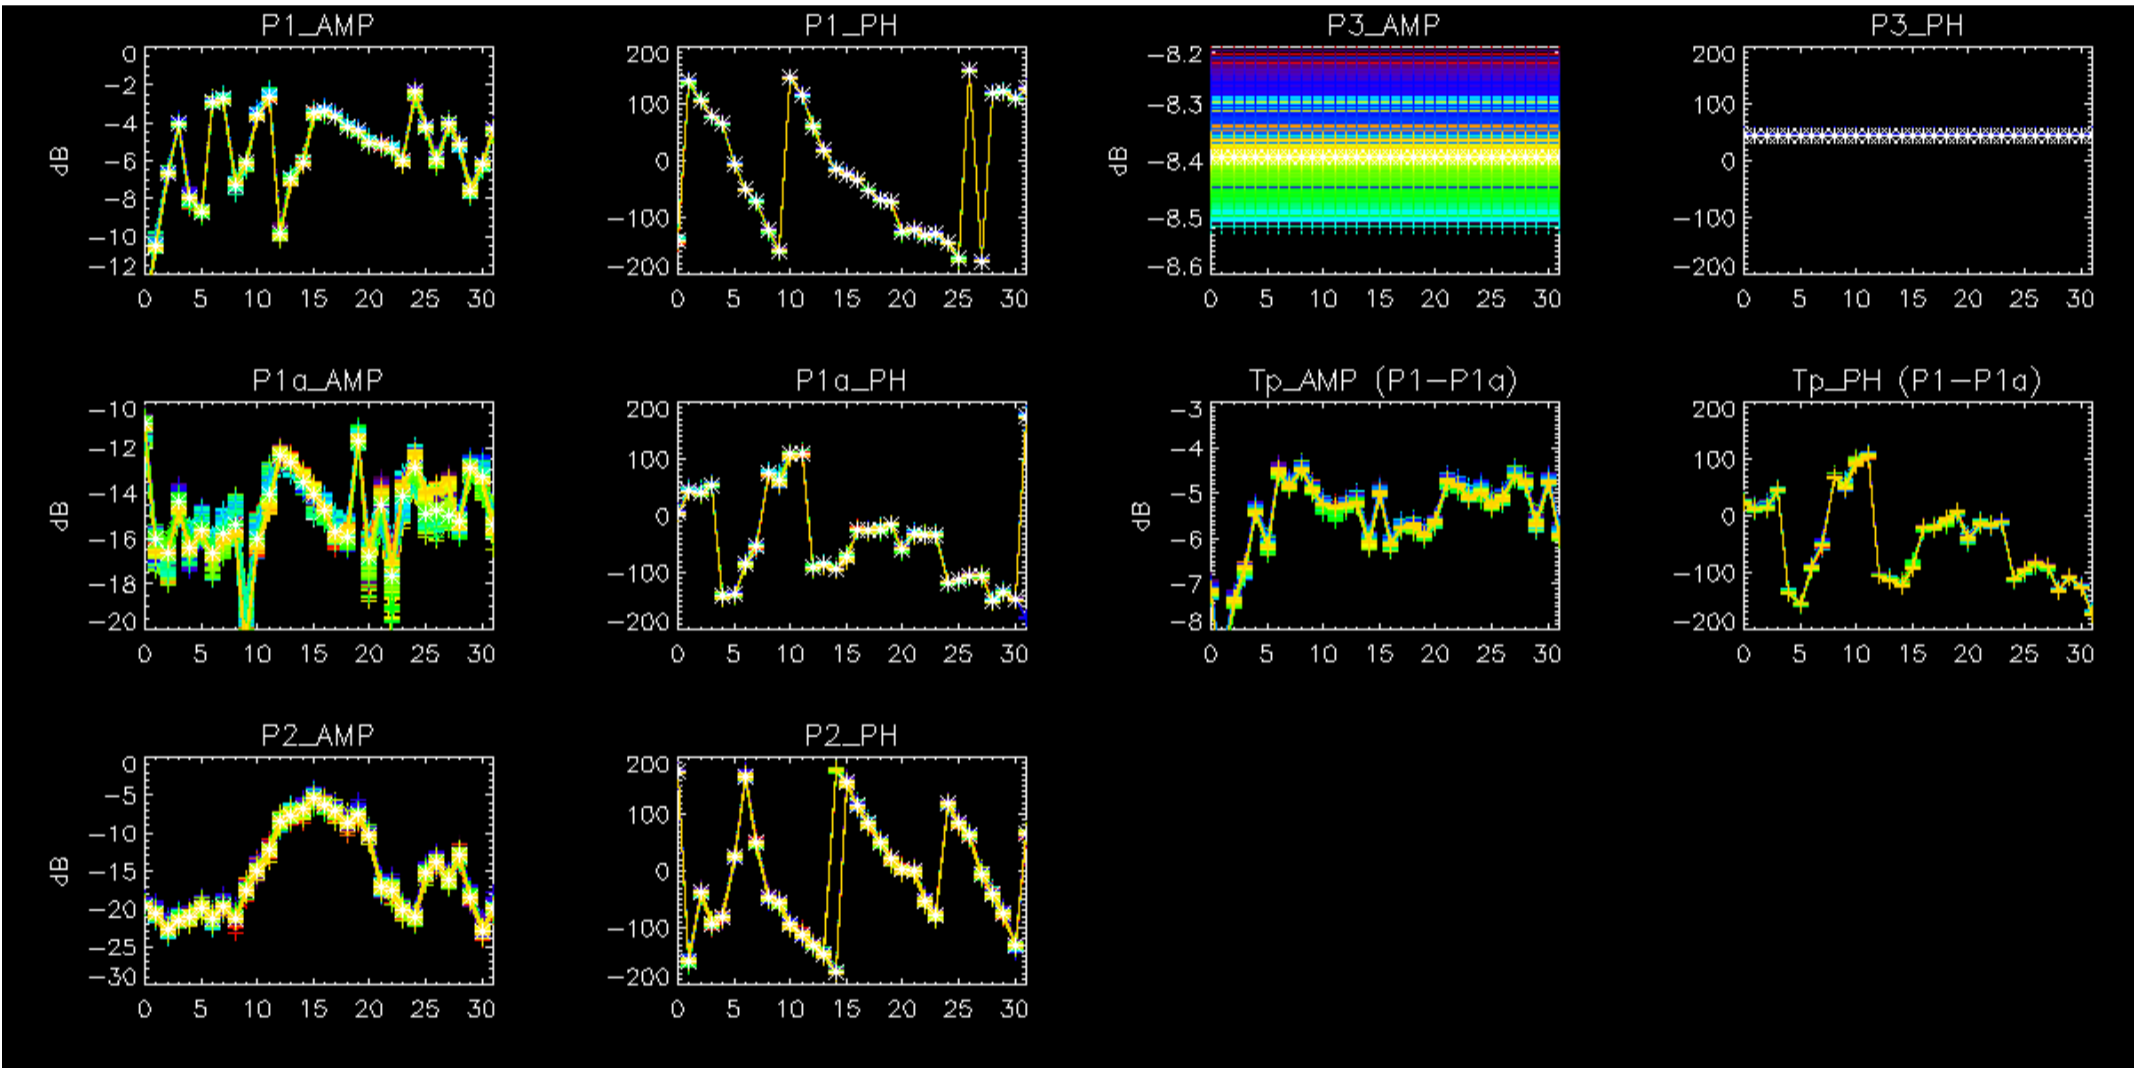 P1_AMP
P1_PH
P3_AMP
P3_PH
0
−2
−4
−6
−8
−10
−12
dB
0 5 10 15 20 25 30
200
100
0
−100
−200
0 5 10 15 20 25 30
−8.2
−8.3
−8.4
−8.5
−8.6
dB
0 5 10 15 20 25 30
200
100
0
−100
−200
0 5 10 15 20 25 30
P1a_AMP
P1a_PH
Tp_AMP (P1−P1a)
Tp_PH (P1−P1a)
−10
−12
−14
−16
−18
−20
dB
0 5 10 15 20 25 30
200
100
0
−100
−200
0 5 10 15 20 25 30
−3
−4
−5
−6
−7
−8
dB
0 5 10 15 20 25 30
200
100
0
−100
−200
0 5 10 15 20 25 30
P2_AMP
P2_PH
0
−5
−10
−15
−20
−25
−30
dB
0 5 10 15 20 25 30
200
100
0
−100
−200
0 5 10 15 20 25 30